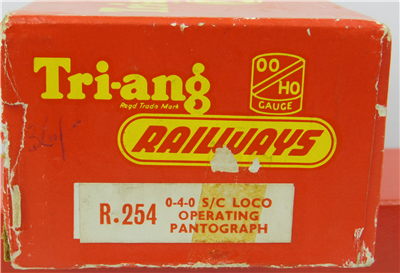 Tri-ang
Regd Trade Mark
OO
HO
GAUGE
RAILWAYS
R.254
0-4-0 S/C LOCO
OPERATING
PANTOGRAPH